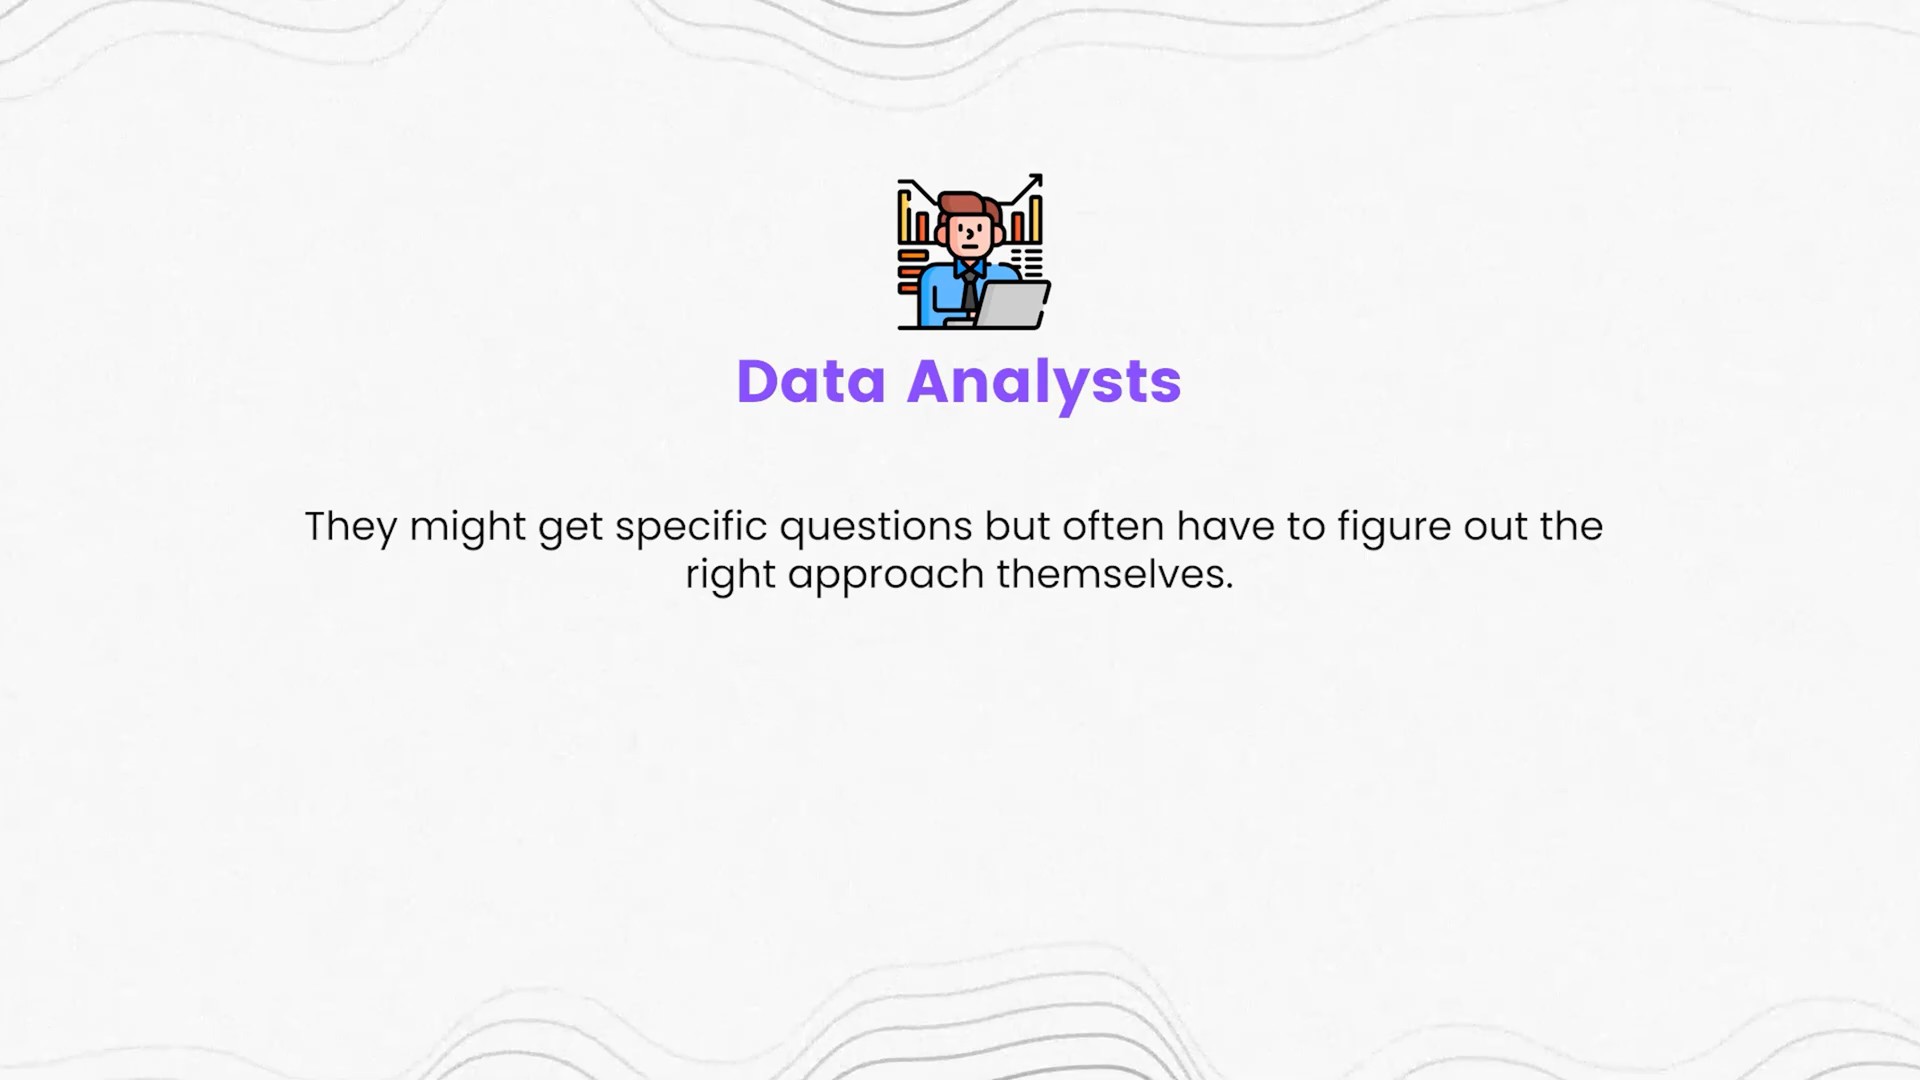 Data Analysts
They might get specific questions but often have to figure out the
right approach themselves.